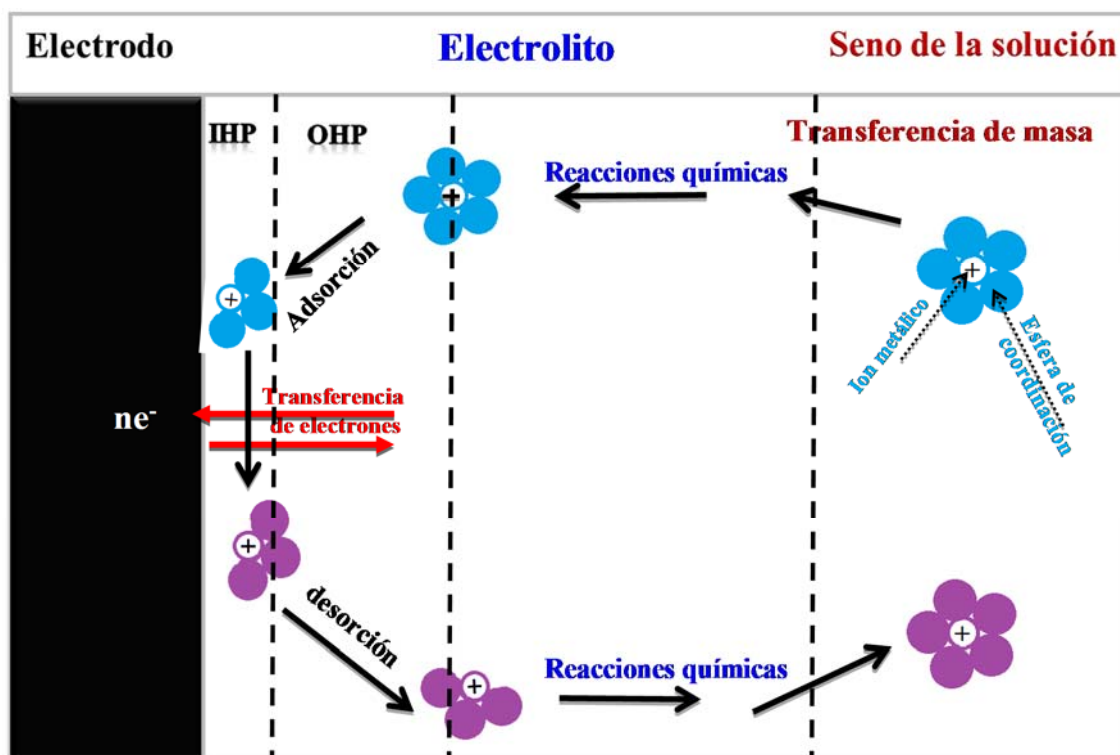 Electrodo
Electrolito
Seno de la solución
IHP
OHP
Transferencia de masa
Reacciones químicas
+
+
Adsorción
+
Ion metálico
Esfera de
coordinación
Transferencia
de electrones
ne⁻
+
desorción
+
Reacciones químicas
+